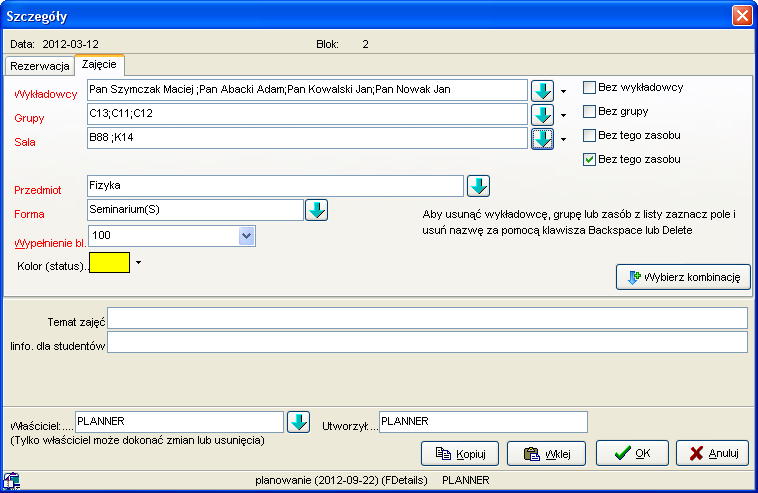 Szczegóły
Data: 2012-03-12 Blok: 2
Rezerwacja Zajęcie
Wykładowcy Pan Szymczak Maciej ;Pan Abacki Adam;Pan Kowalski Jan;Pan Nowak Jan Bez wykładowcy
Grupy C13;C11;C12 Bez grupy
Sala B88 ;K14 Bez tego zasobu
Bez tego zasobu
Przedmiot Fizyka
Forma Seminarium(S)
Aby usunąć wykładowcę, grupę lub zasób z listy zaznacz pole i
usuń nazwę za pomocą klawisza Backspace lub Delete
Wypełnienie bl. 100
Kolor (status)..
Wybierz kombinację
Temat zajęć
Iinfo. dla studentów
Właściciel:.... PLANNER Utworzył... PLANNER
(Tylko właściciel może dokonać zmian lub usunięcia)
Kopiuj Wklej OK Anuluj
planowanie (2012-09-22) (FDetails) PLANNER